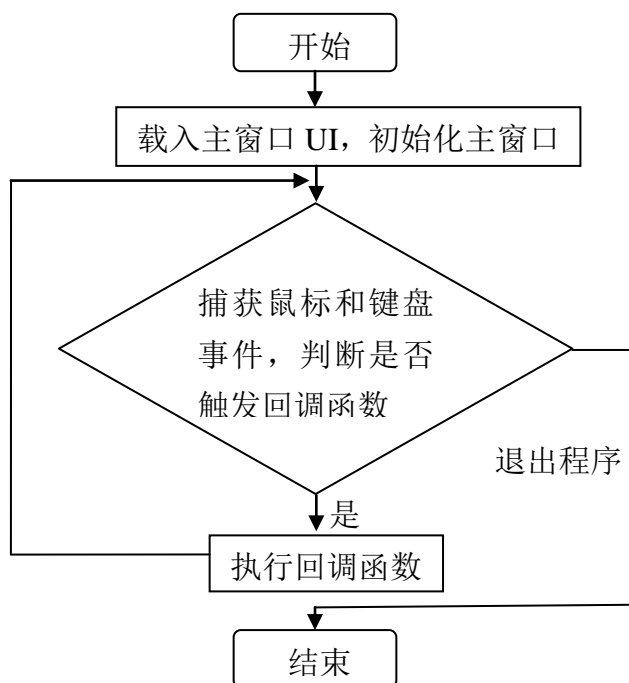 开始
载入主窗口 UI，初始化主窗口
捕获鼠标和键盘
事件，判断是否
触发回调函数
退出程序
是
执行回调函数
结束